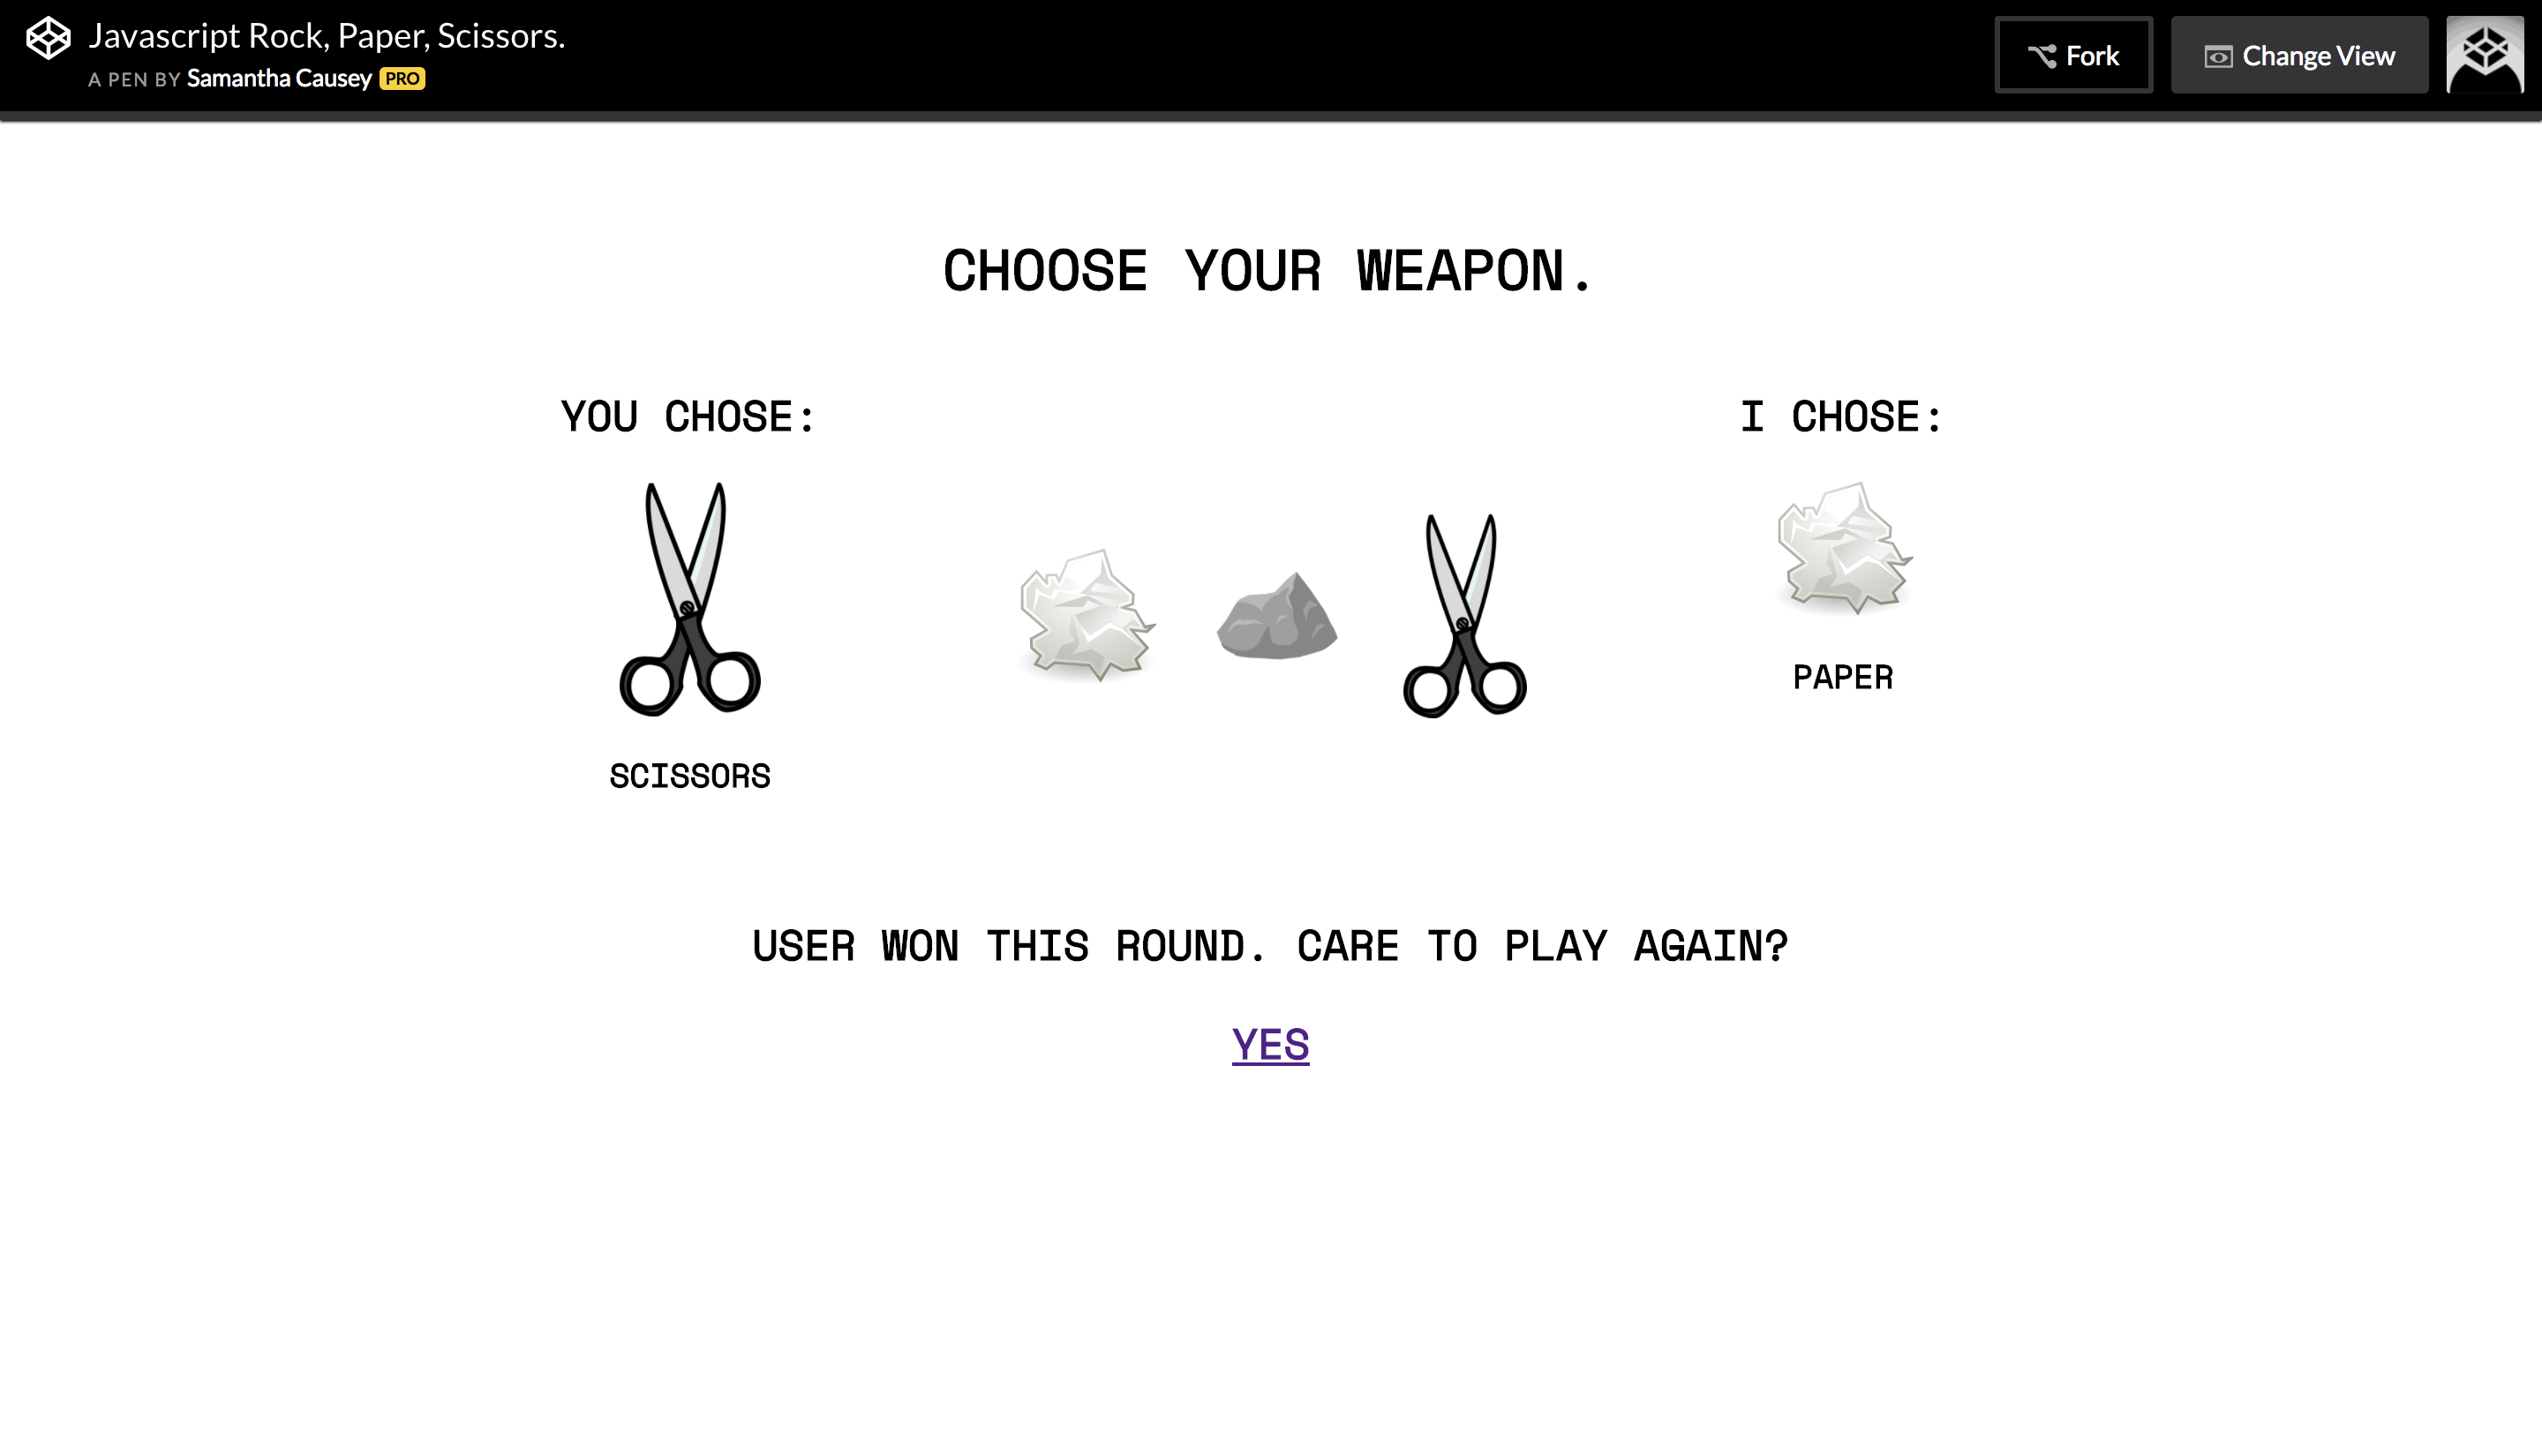 Javascript Rock, Paper, Scissors.
A PEN BY Samantha Causey PRO
Fork
Change View
CHOOSE YOUR WEAPON.
YOU CHOSE:
I CHOSE:
PAPER
SCISSORS
USER WON THIS ROUND. CARE TO PLAY AGAIN?
YES